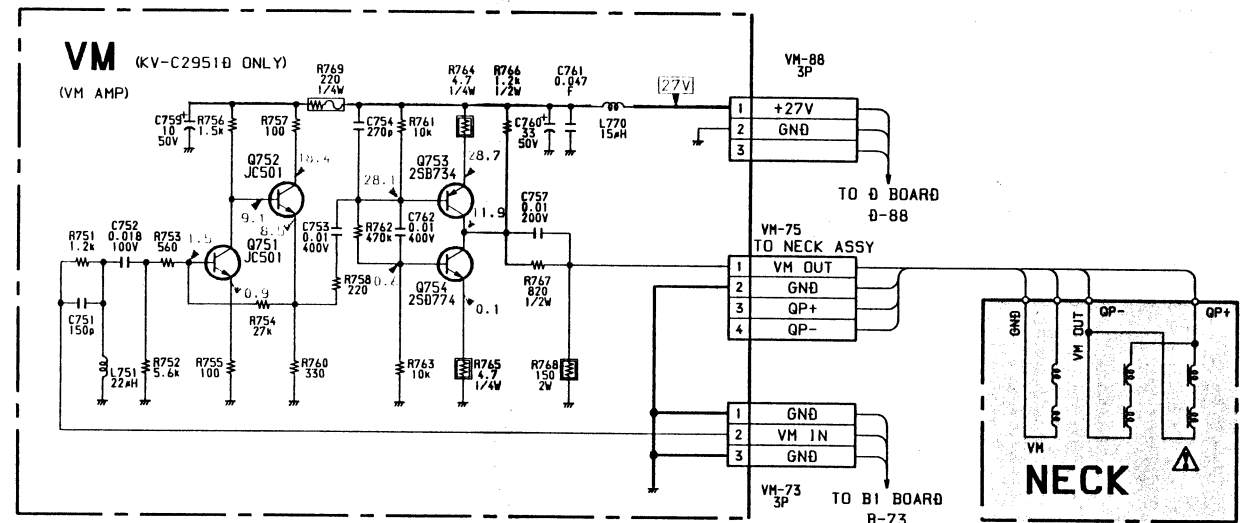 VM (KV-C2951D ONLY)
(VM AMP)
R769
220
1/4W
R764
4.7
1/4W
R766
1.2k
1/2W
C761
0.047
F
27V
L770
15μH
C759
10
50V
R756
1.5k
R757
100
C754
270p
R761
10k
C760
33
50V
Q752
JC501
18.4
Q753
2SB734
28.7
28.1
9.1
11.9
C757
0.01
200V
C753
0.01
400V
R762
470k
C762
0.01
400V
R751
1.2k
C752
0.018
100V
R753
560
1.5
Q751
JC501
0.9
R754
27k
R758
220
Q754
2SD774
0.1
R767
820
1/2W
C751
150p
L751
22μH
R752
5.6k
R755
100
R760
330
R763
10k
R765
4.7
1/4W
R768
150
2W
VM-88
3P
1 +27V
2 GND
3
TO D BOARD
D-88
VM-75
TO NECK ASSY
1 VM OUT
2 GND
3 QP+
4 QP-
1 GND
2 VM IN
3 GND
VM-73
3P
TO B1 BOARD
B-73
GND
VM OUT
QP-
QP+
VM
NECK